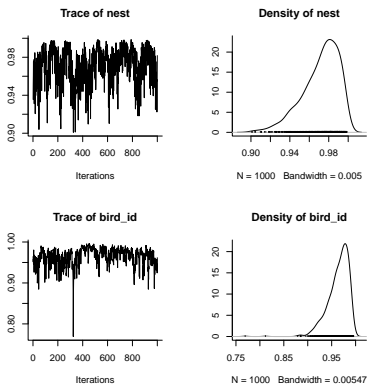 Trace of nest
0.90 0.94 0.98
0 200 400 600 800
Iterations
Density of nest
0 5 10 15 20
0.90 0.94 0.98
N = 1000 Bandwidth = 0.005
Trace of bird_id
0.80 0.90 1.00
0 200 400 600 800
Iterations
Density of bird_id
0 5 10 15 20
0.75 0.85 0.95
N = 1000 Bandwidth = 0.00547